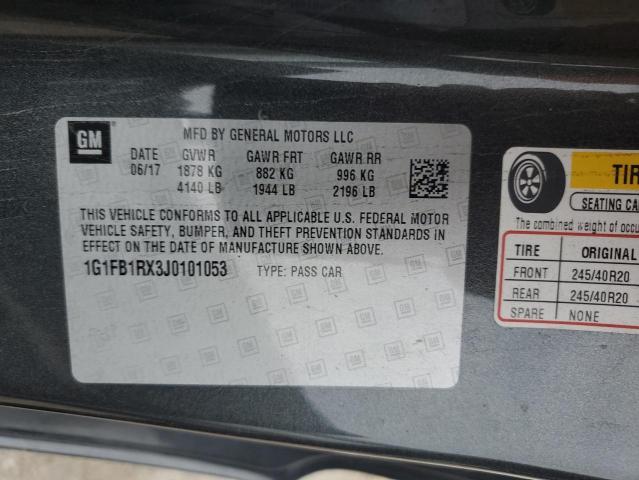 GM
MFD BY GENERAL MOTORS LLC
DATE GVWR GAWR FRT GAWR RR
06/17 1878 KG 882 KG 996 KG
4140 LB 1944 LB 2196 LB
THIS VEHICLE CONFORMS TO ALL APPLICABLE U.S. FEDERAL MOTOR
VEHICLE SAFETY, BUMPER, AND THEFT PREVENTION STANDARDS IN
EFFECT ON THE DATE OF MANUFACTURE SHOWN ABOVE.
1G1FB1RX3J0101053 TYPE: PASS CAR
TIR
SEATING CA
The combined weight of occu
TIRE ORIGINAL
FRONT 245/40R20
REAR 245/40R20
SPARE NONE